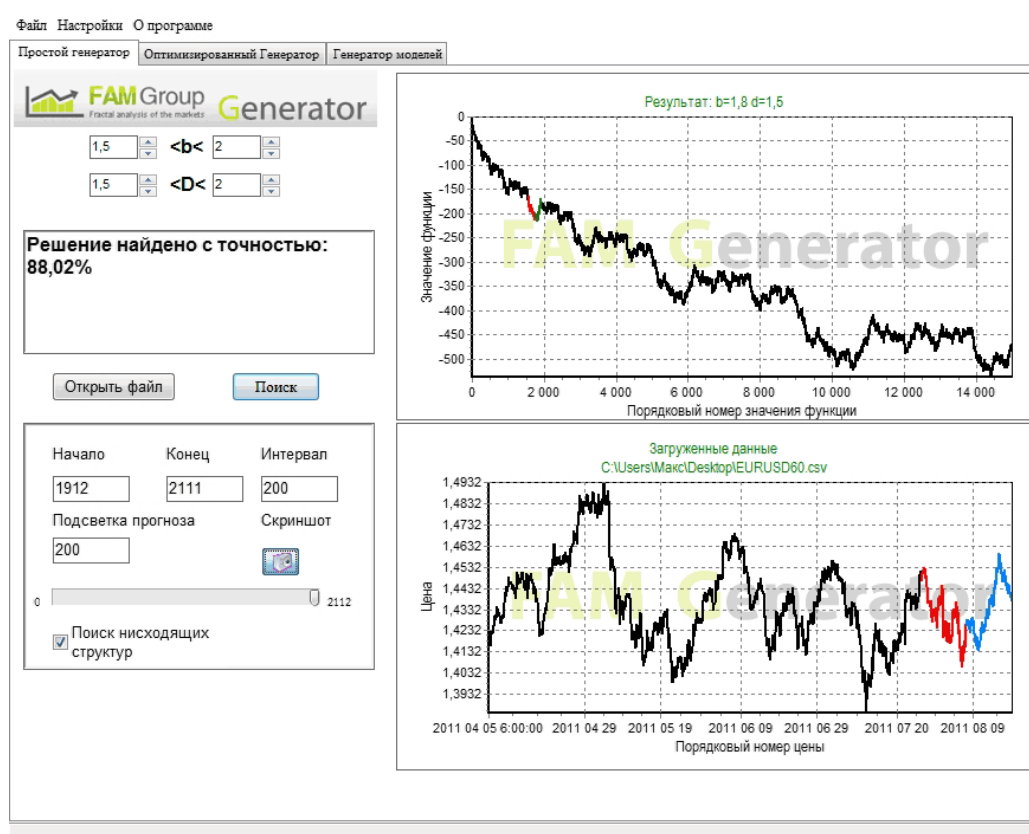 Файл Настройки О программе
Простой генератор Оптимизированный Генератор Генератор моделей
FAM Group Generator
Fractal analysis of the markets
1,5 <b< 2
1,5 <D< 2
Решение найдено с точностью:
88,02%
Открыть файл Поиск
Начало Конец Интервал
1912 2111 200
Подсветка прогноза Скриншот
200
0 2112
Поиск нисходящих
структур
Результат: b=1,8 d=1,5
Значение функции
0
-50
-100
-150
-200
-250
-300
-350
-400
-450
-500
FAM Generator
0 2 000 4 000 6 000 8 000 10 000 12 000 14 000
Порядковый номер значения функции
Загруженные данные
C:\Users\Макс\Desktop\EURUSD60.csv
Цена
1,4932
1,4832
1,4732
1,4632
1,4532
1,4432
1,4332
1,4232
1,4132
1,4032
1,3932
FAM Generator
2011 04 05 6:00:00 2011 04 29 2011 05 19 2011 06 09 2011 06 29 2011 07 20 2011 08 09
Порядковый номер цены